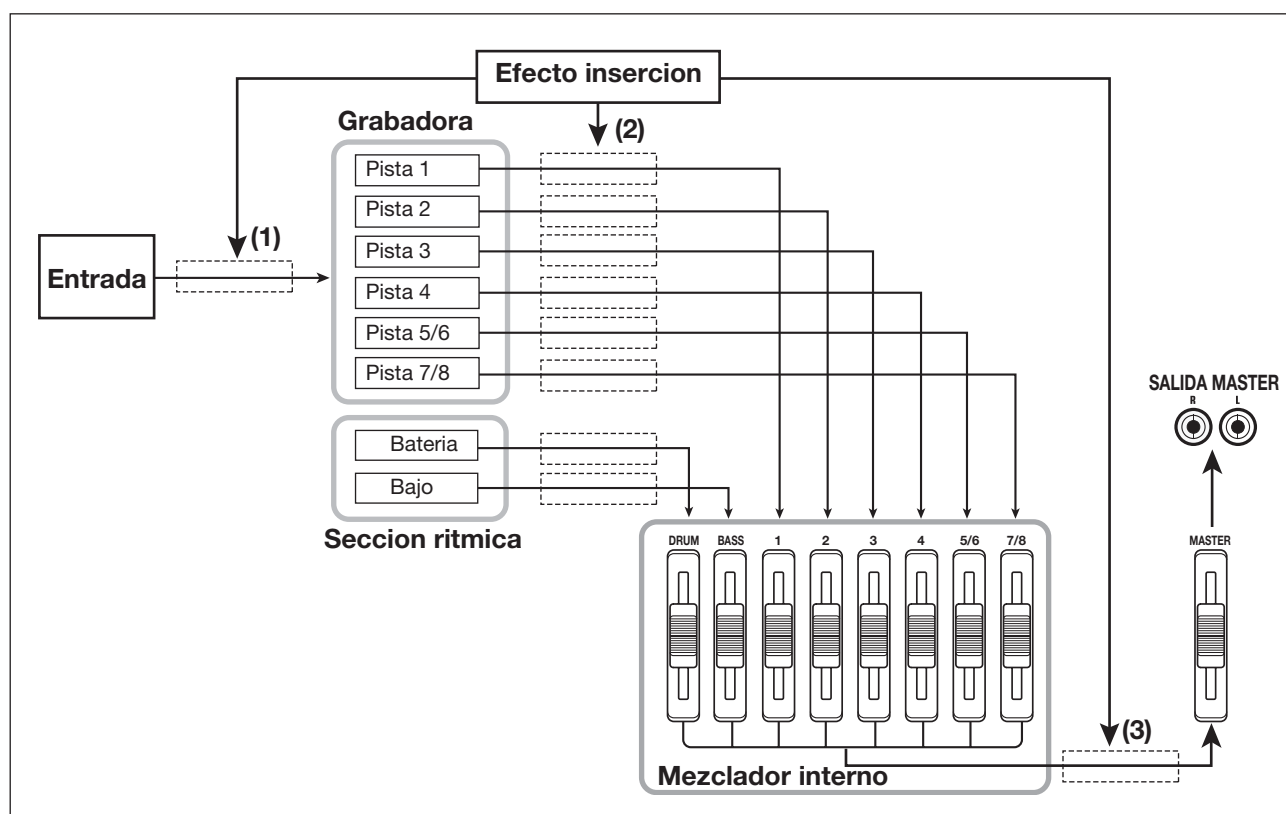 Efecto insercion
Grabadora
(2)
Pista 1
Pista 2
(1)
Pista 3
Entrada
Pista 4
Pista 5/6
Pista 7/8
SALIDA MASTER
R L
Bateria
Bajo
Seccion ritmica
DRUM BASS 1 2 3 4 5/6 7/8 MASTER
(3)
Mezclador interno